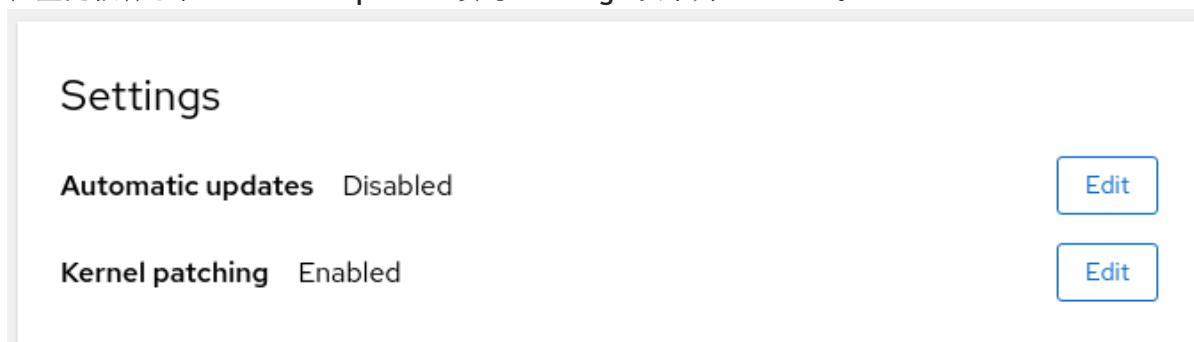 Settings
Automatic updates Disabled Edit
Kernel patching Enabled Edit